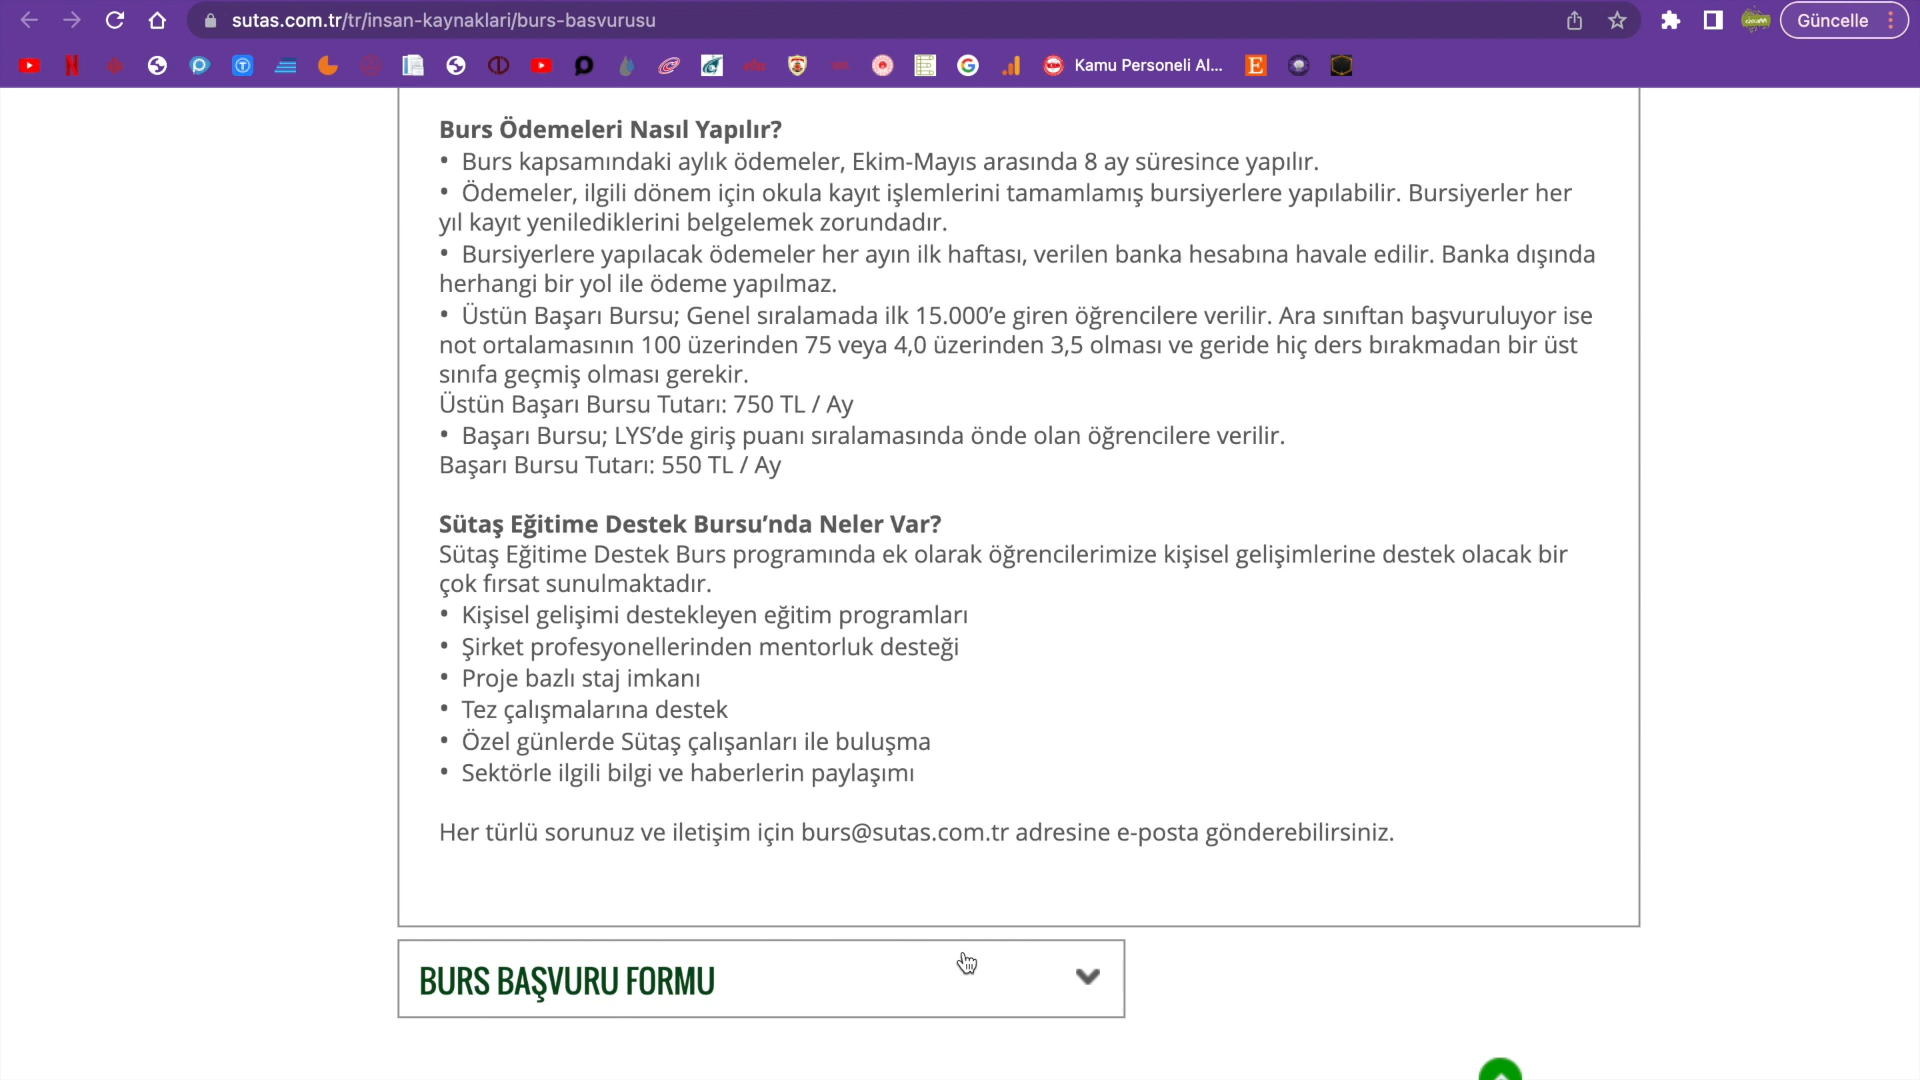 sutas.com.tr/tr/insan-kaynaklari/burs-basvurusu
Güncelle
Kamu Personeli Al...
Burs Ödemeleri Nasıl Yapılır?
• Burs kapsamındaki aylık ödemeler, Ekim-Mayıs arasında 8 ay süresince yapılır.
• Ödemeler, ilgili dönem için okula kayıt işlemlerini tamamlamış bursiyerlere yapılabilir. Bursiyerler her
yıl kayıt yenilediklerini belgelemek zorundadır.
• Bursiyerlere yapılacak ödemeler her ayın ilk haftası, verilen banka hesabına havale edilir. Banka dışında
herhangi bir yol ile ödeme yapılmaz.
• Üstün Başarı Bursu; Genel sıralamada ilk 15.000’e giren öğrencilere verilir. Ara sınıftan başvuruluyor ise
not ortalamasının 100 üzerinden 75 veya 4,0 üzerinden 3,5 olması ve geride hiç ders bırakmadan bir üst
sınıfa geçmiş olması gerekir.
Üstün Başarı Bursu Tutarı: 750 TL / Ay
• Başarı Bursu; LYS’de giriş puanı sıralamasında önde olan öğrencilere verilir.
Başarı Bursu Tutarı: 550 TL / Ay
Sütaş Eğitime Destek Bursu’nda Neler Var?
Sütaş Eğitime Destek Burs programında ek olarak öğrencilerimize kişisel gelişimlerine destek olacak bir
çok fırsat sunulmaktadır.
• Kişisel gelişimi destekleyen eğitim programları
• Şirket profesyonellerinden mentorluk desteği
• Proje bazlı staj imkanı
• Tez çalışmalarına destek
• Özel günlerde Sütaş çalışanları ile buluşma
• Sektörle ilgili bilgi ve haberlerin paylaşımı
Her türlü sorunuz ve iletişim için burs@sutas.com.tr adresine e-posta gönderebilirsiniz.
BURS BAŞVURU FORMU